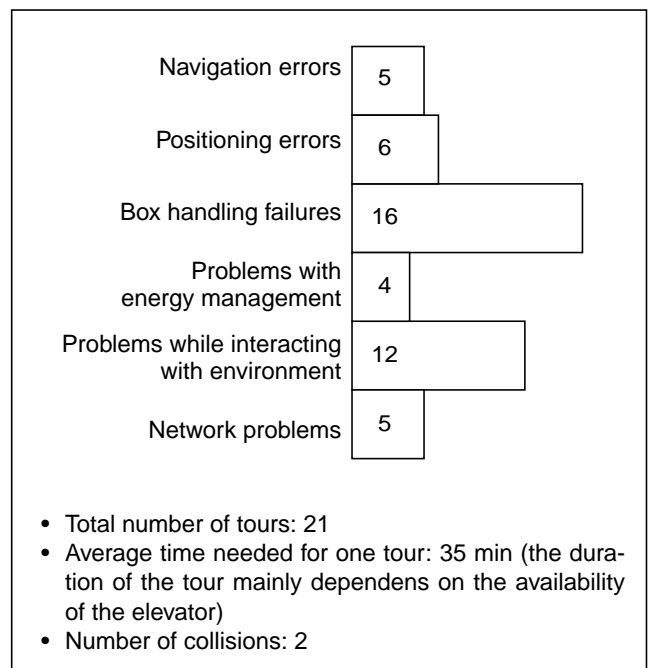 Navigation errors 5
Positioning errors 6
Box handling failures 16
Problems with
energy management 4
Problems while interacting
with environment 12
Network problems 5
• Total number of tours: 21
• Average time needed for one tour: 35 min (the dura-
tion of the tour mainly dependens on the availability
of the elevator)
• Number of collisions: 2